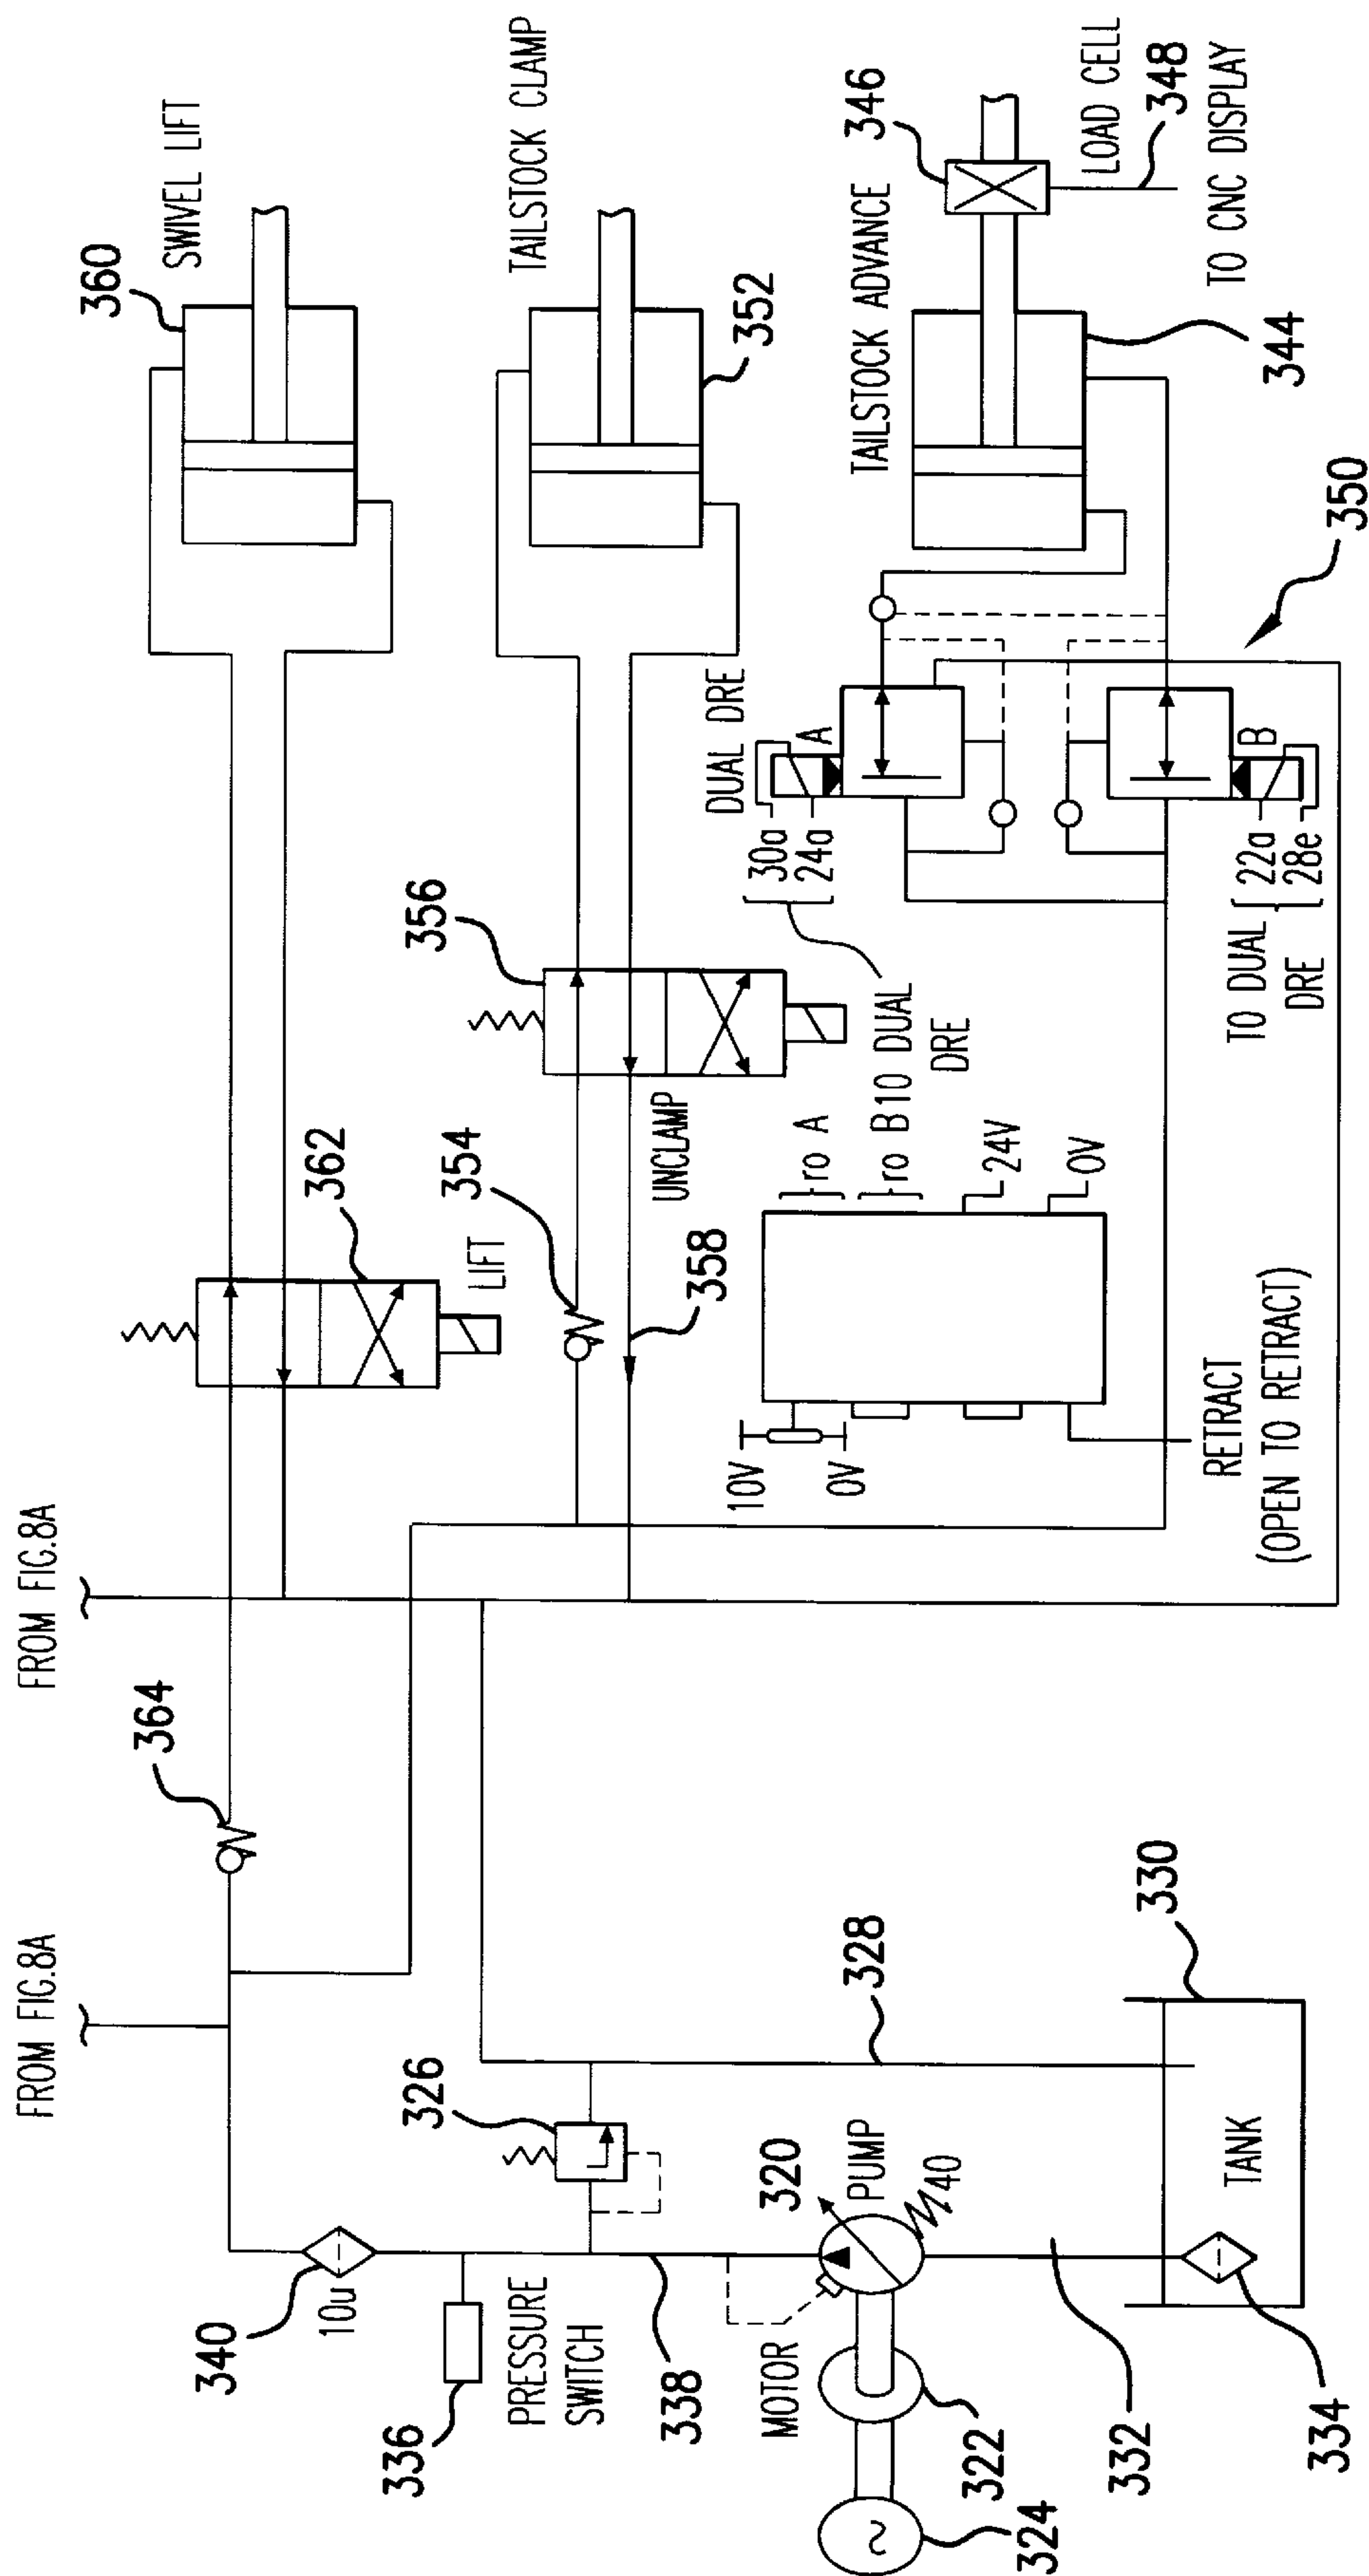 FROM FIG.8A
FROM FIG.8A
364
SWIVEL LIFT
360
362
LIFT
TAILSTOCK CLAMP
352
356
354
UNCLAMP
358
340
10u
336
PRESSURE
SWITCH
338
326
328
320
PUMP
40
MOTOR
322
324
332
334
TANK
330
10V
0V
ro A
ro B
24V
0V
RETRACT
(OPEN TO RETRACT)
10 DUAL
DRE
30a
24a
DUAL DRE
A
B
TO DUAL
DRE
22a
28e
350
TAILSTOCK ADVANCE
344
346
LOAD CELL
348
TO CNC DISPLAY